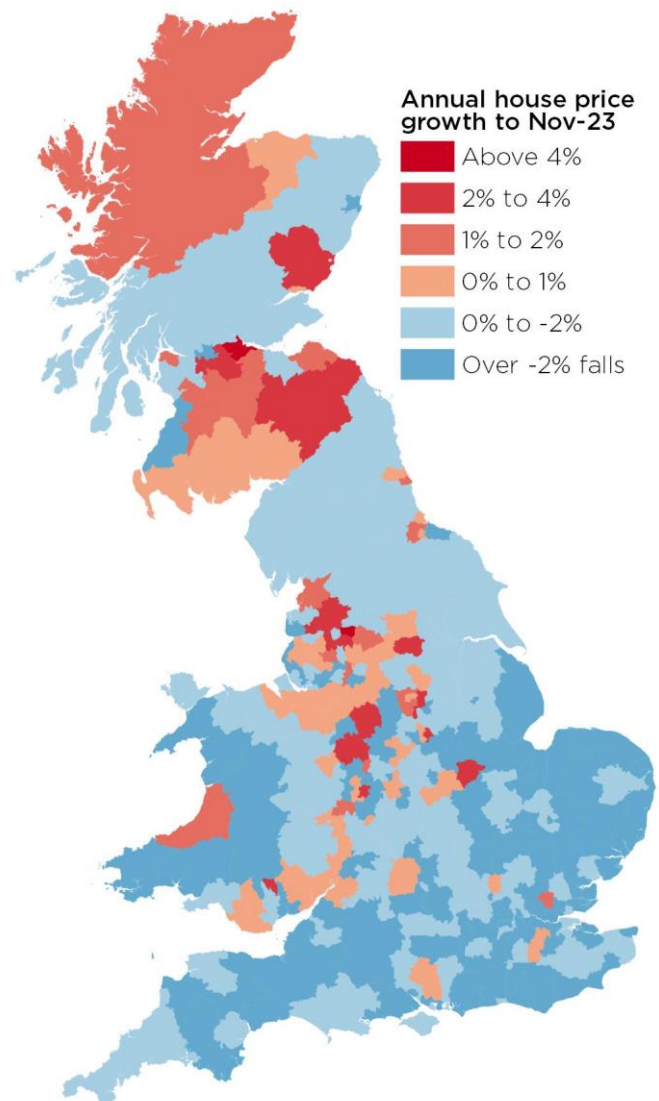 Annual house price
growth to Nov-23
Above 4%
2% to 4%
1% to 2%
0% to 1%
0% to -2%
Over -2% falls